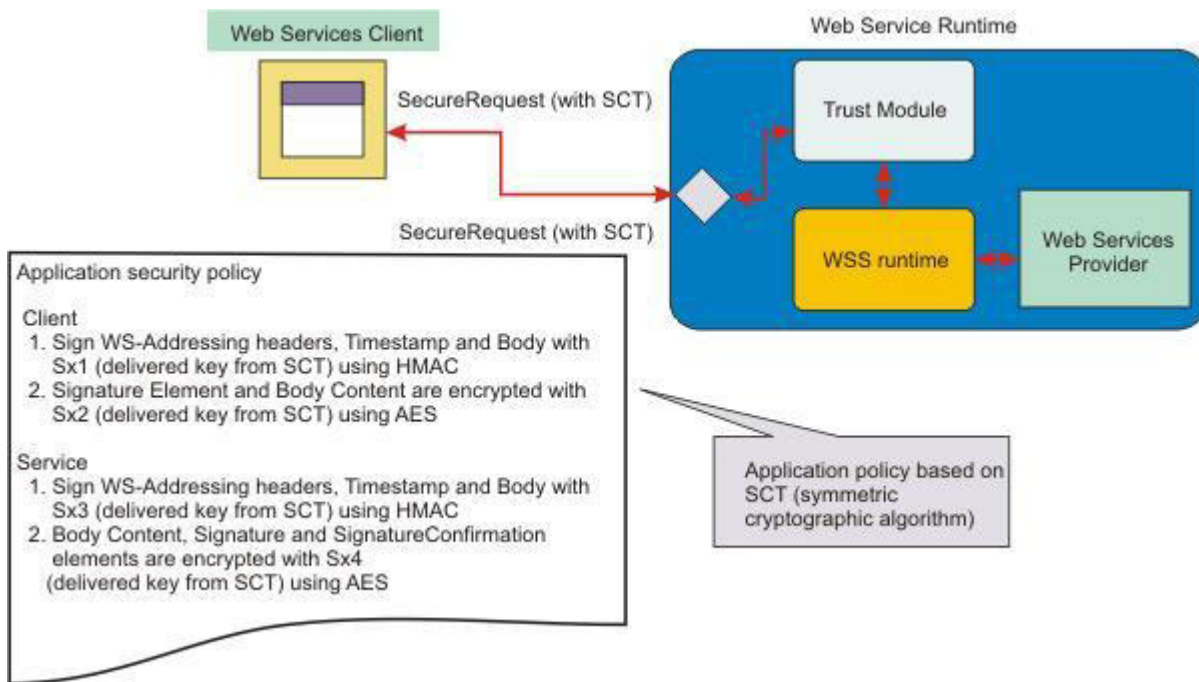 Web Services Client
Web Service Runtime
SecureRequest (with SCT)
Trust Module
SecureRequest (with SCT)
WSS runtime
Web Services
Provider
Application security policy
Client
1. Sign WS-Addressing headers, Timestamp and Body with
Sx1 (delivered key from SCT) using HMAC
2. Signature Element and Body Content are encrypted with
Sx2 (delivered key from SCT) using AES
Service
1. Sign WS-Addressing headers, Timestamp and Body with
Sx3 (delivered key from SCT) using HMAC
2. Body Content, Signature and SignatureConfirmation
elements are encrypted with Sx4
(delivered key from SCT) using AES
Application policy based on
SCT (symmetric
cryptographic algorithm)